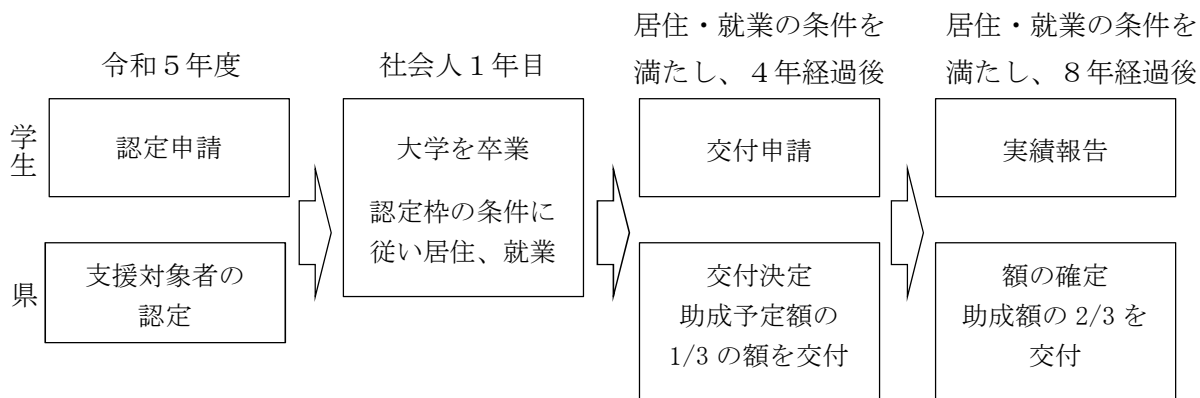 令和５年度
社会人１年目
居住・就業の条件を
満たし、４年経過後
居住・就業の条件を
満たし、８年経過後
学生
認定申請
大学を卒業
認定枠の条件に
従い居住、就業
交付申請
実績報告
県
支援対象者の
認定
交付決定
助成予定額の
1/3 の額を交付
額の確定
助成額の 2/3 を
交付